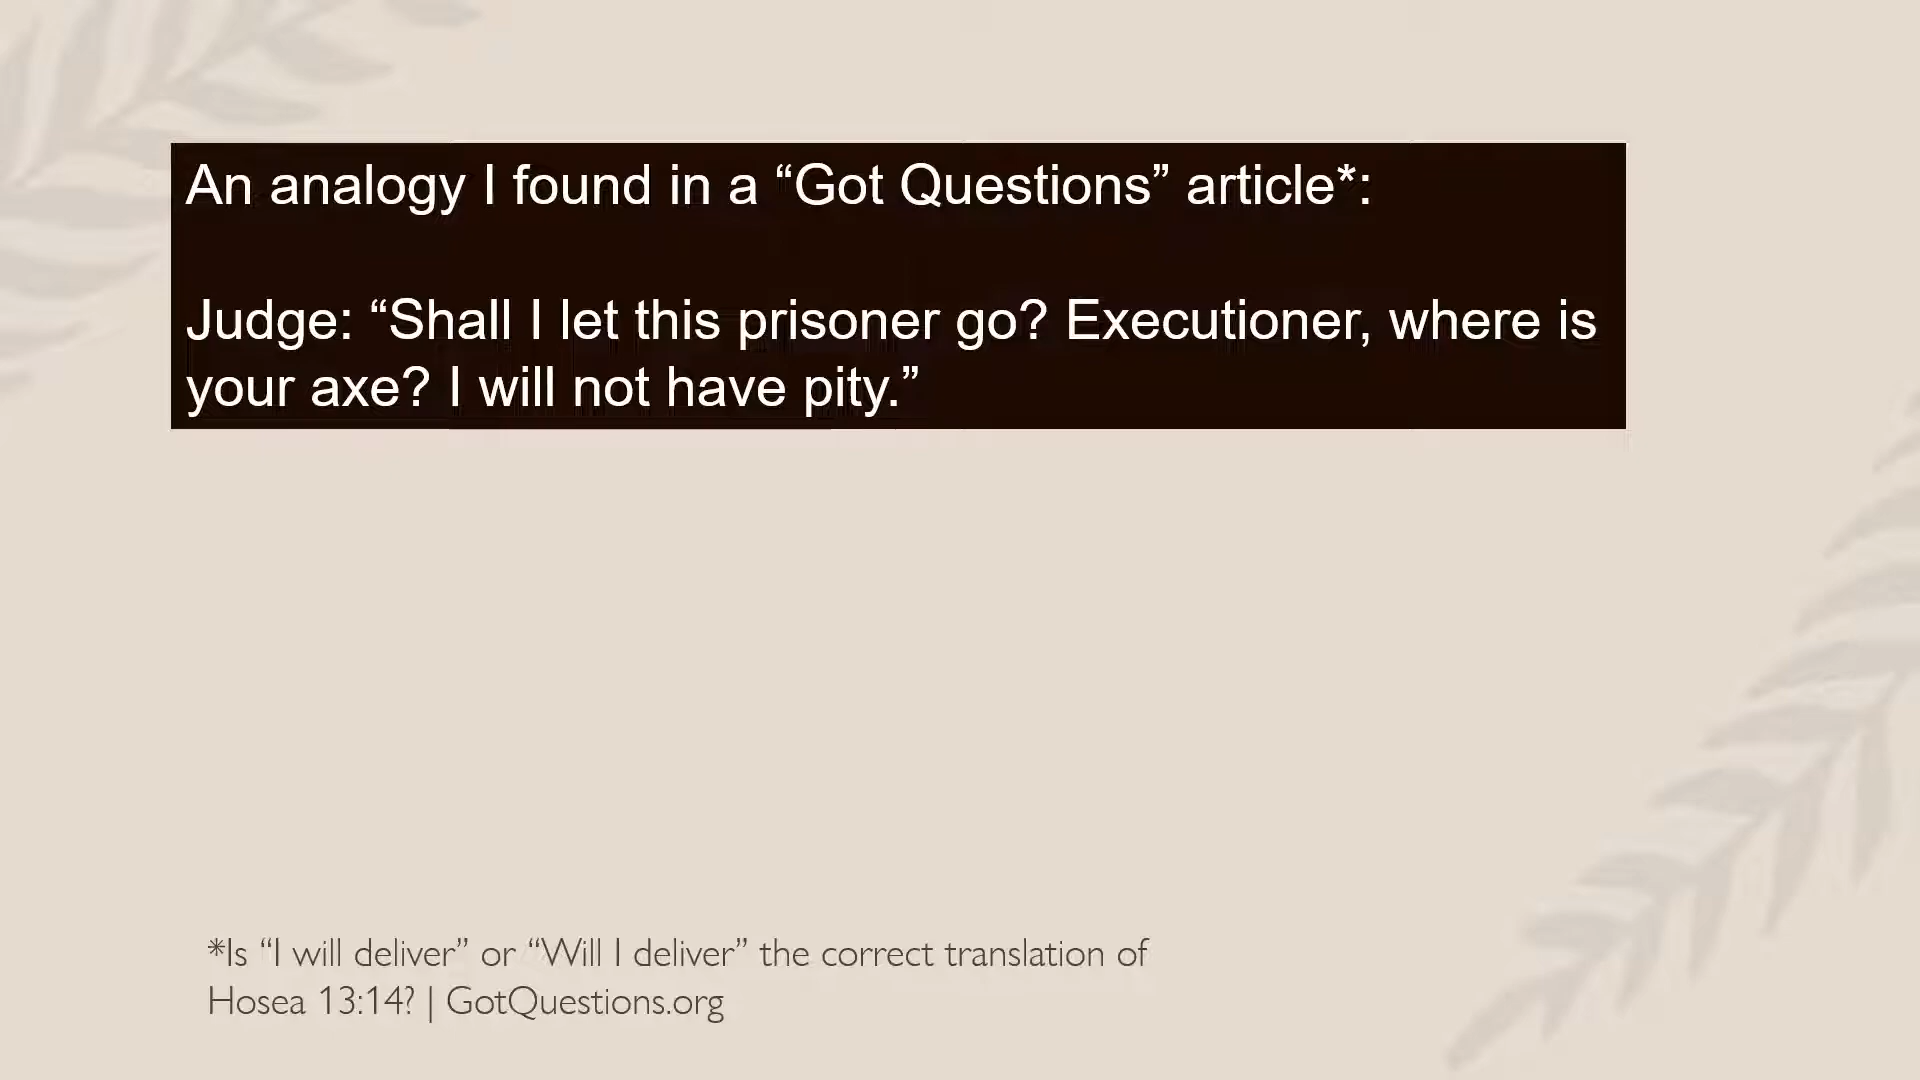 An analogy I found in a “Got Questions” article*:
Judge: “Shall I let this prisoner go? Executioner, where is
your axe? I will not have pity.”
*Is “I will deliver” or “Will I deliver” the correct translation of
Hosea 13:14? | GotQuestions.org